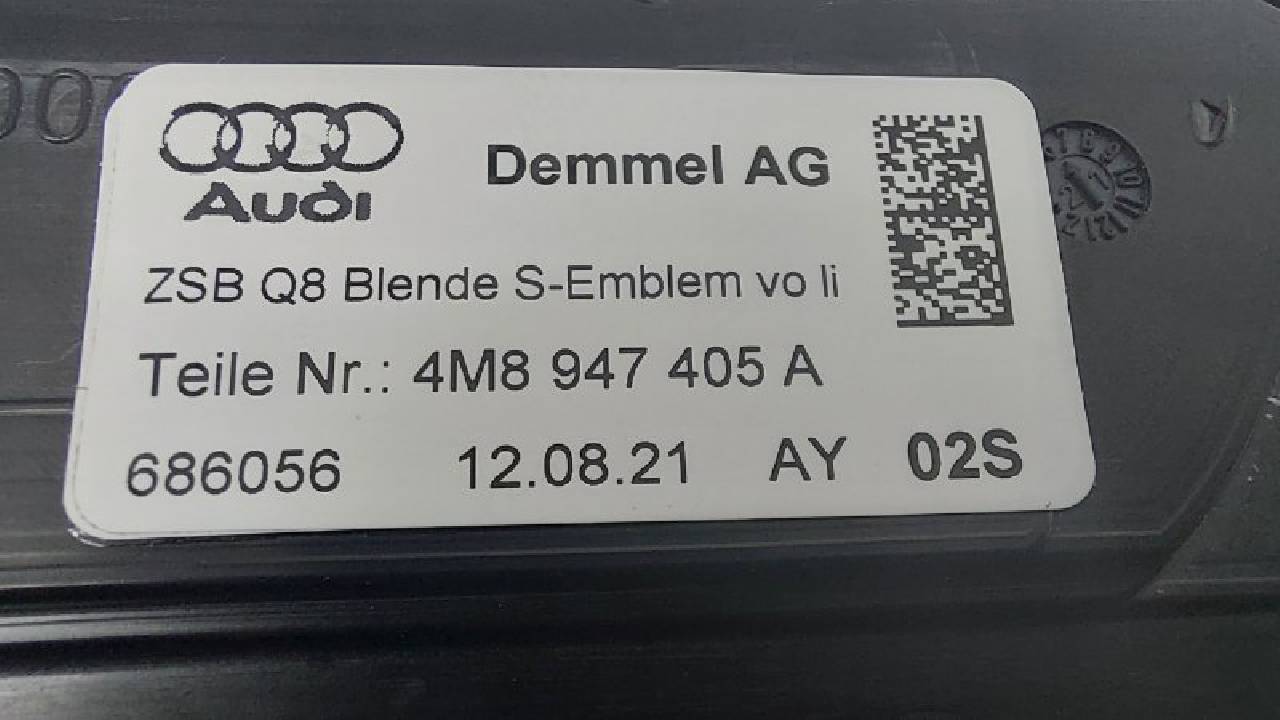 Audi
Demmel AG
ZSB Q8 Blende S-Emblem vo li
Teile Nr.: 4M8 947 405 A
686056 12.08.21 AY 02S